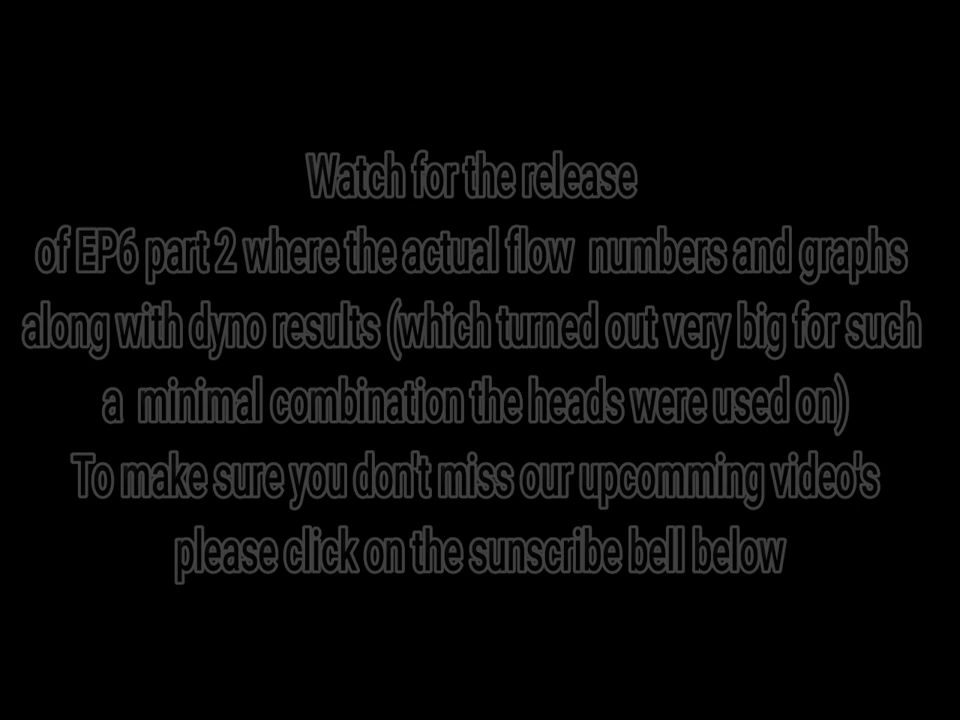 Watch for the release
of EP6 part 2 where the actual flow  numbers and graphs
along with dyno results (which turned out very big for such
a  minimal combination the heads were used on)
To make sure you don't miss our upcomming video's
please click on the sunscribe bell below